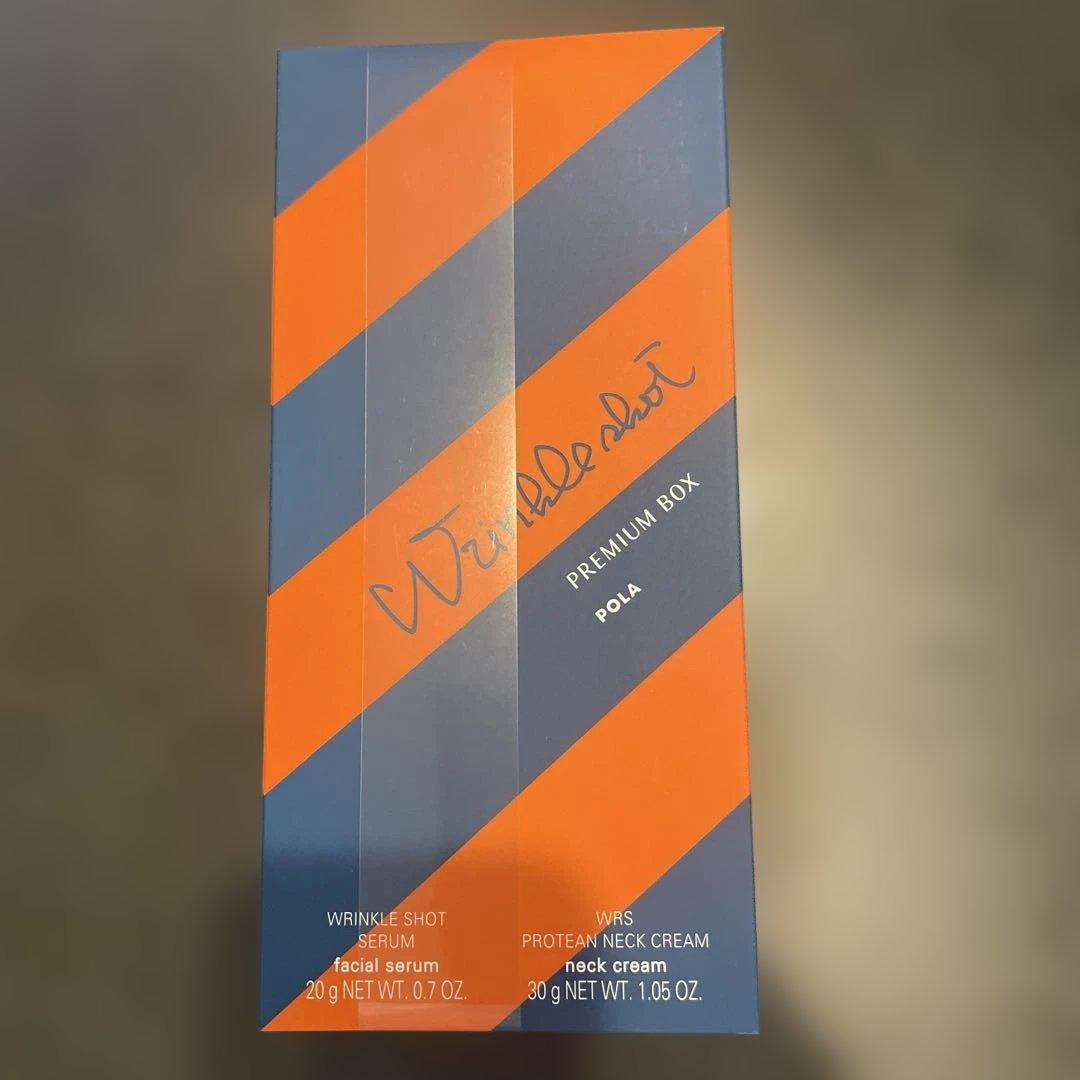 Wrinkle shot
PREMIUM BOX
POLA
WRINKLE SHOT
SERUM
facial serum
20 g NET WT. 0.7 OZ.
WRS
PROTEAN NECK CREAM
neck cream
30 g NET WT. 1.05 OZ.